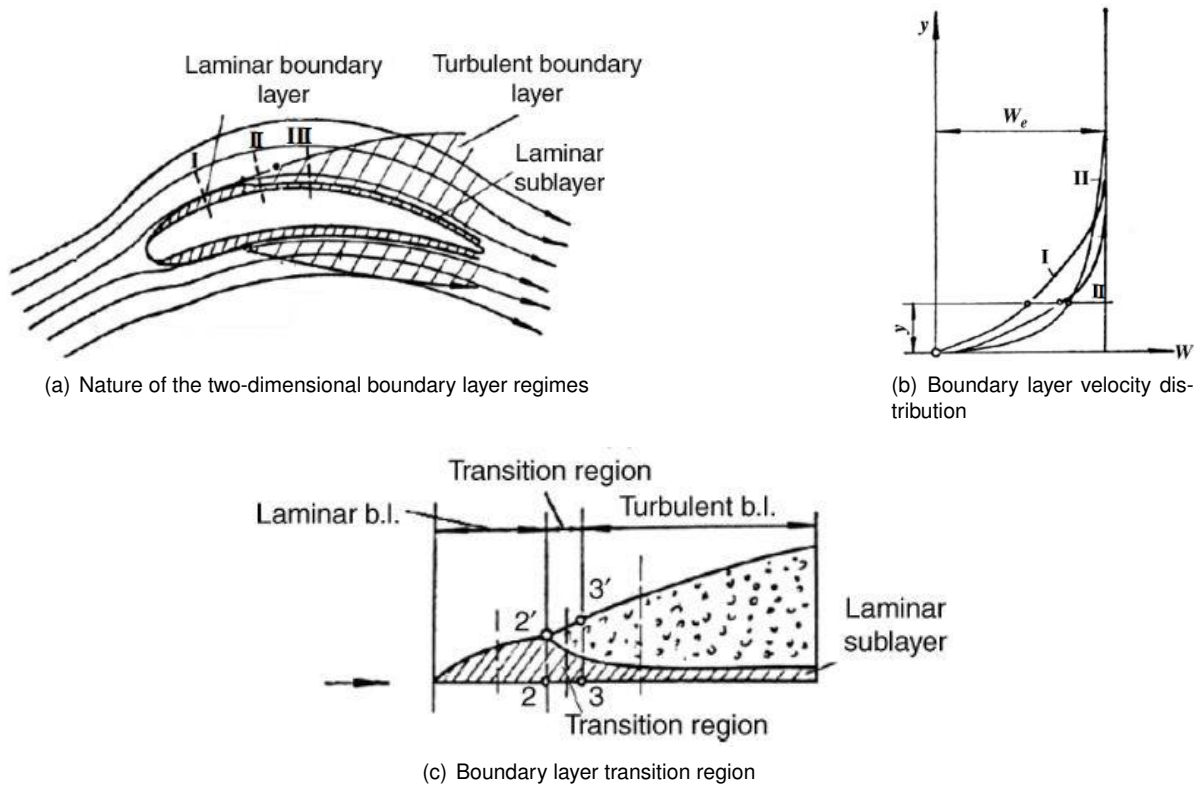 Laminar boundary
layer
Turbulent boundary
layer
I
II
III
Laminar
sublayer
(a) Nature of the two-dimensional boundary layer regimes
y
We
II
I
II
y
W
(b) Boundary layer velocity dis-
tribution
Transition region
Laminar b.l.
Turbulent b.l.
3′
2′
Laminar
sublayer
2
3
Transition region
(c) Boundary layer transition region